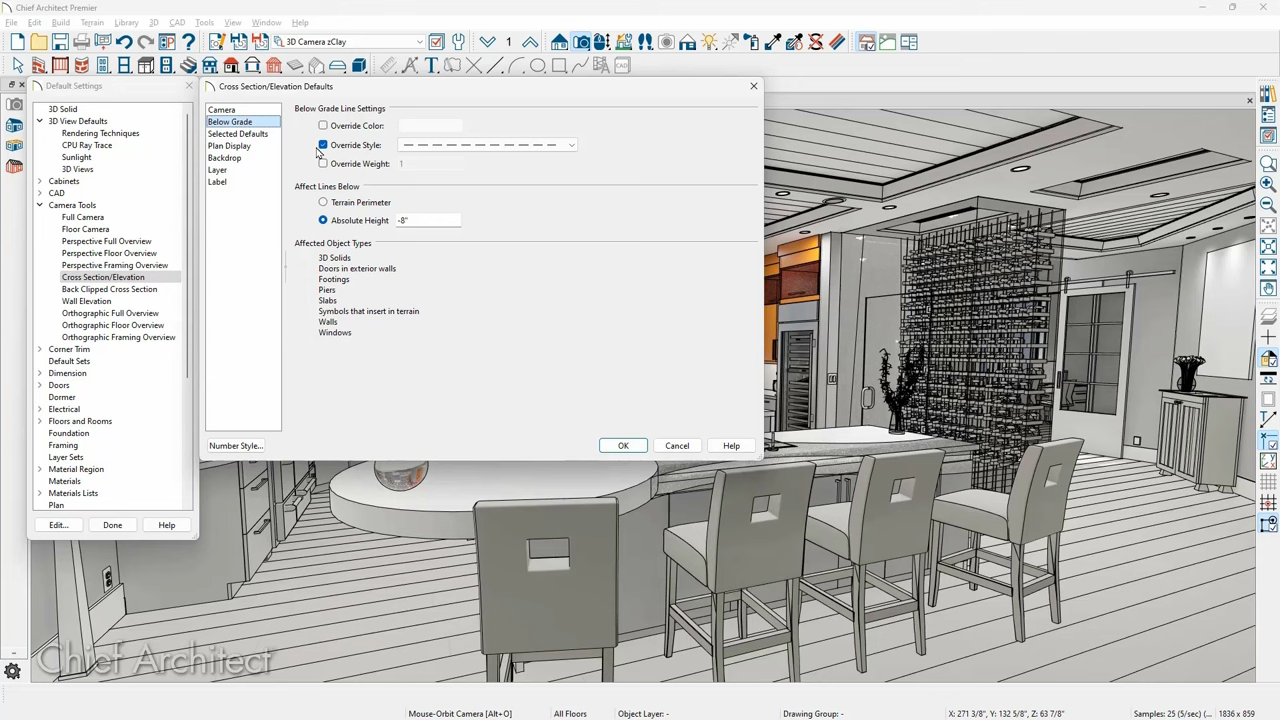 Chief Architect Premier
File Edit Build Terrain Library 3D CAD Tools View Window Help
3D Camera zClay
1
Default Settings
3D Solid
3D View Defaults
Rendering Techniques
CPU Ray Trace
Sunlight
3D Views
Cabinets
CAD
Camera Tools
Full Camera
Floor Camera
Perspective Full Overview
Perspective Floor Overview
Perspective Framing Overview
Cross Section/Elevation
Back Clipped Cross Section
Wall Elevation
Orthographic Full Overview
Orthographic Floor Overview
Orthographic Framing Overview
Corner Trim
Default Sets
Dimension
Doors
Dormer
Electrical
Floors and Rooms
Foundation
Framing
Layer Sets
Material Region
Materials
Materials Lists
Plan
Edit... Done Help
Cross Section/Elevation Defaults
Camera
Below Grade
Selected Defaults
Plan Display
Backdrop
Layer
Label
Below Grade Line Settings
Override Color:
Override Style:
Override Weight: 1
Affect Lines Below
Terrain Perimeter
Absolute Height -8"
Affected Object Types
3D Solids
Doors in exterior walls
Footings
Piers
Slabs
Symbols that insert in terrain
Walls
Windows
Number Style... OK Cancel Help
Chief Architect
Mouse-Orbit Camera [Alt+O] All Floors Object Layer: - Drawing Group: - X: 271 3/8", Y: 132 5/8", Z: 63 7/8" Samples: 25 (5/sec) (... 1836 x 859